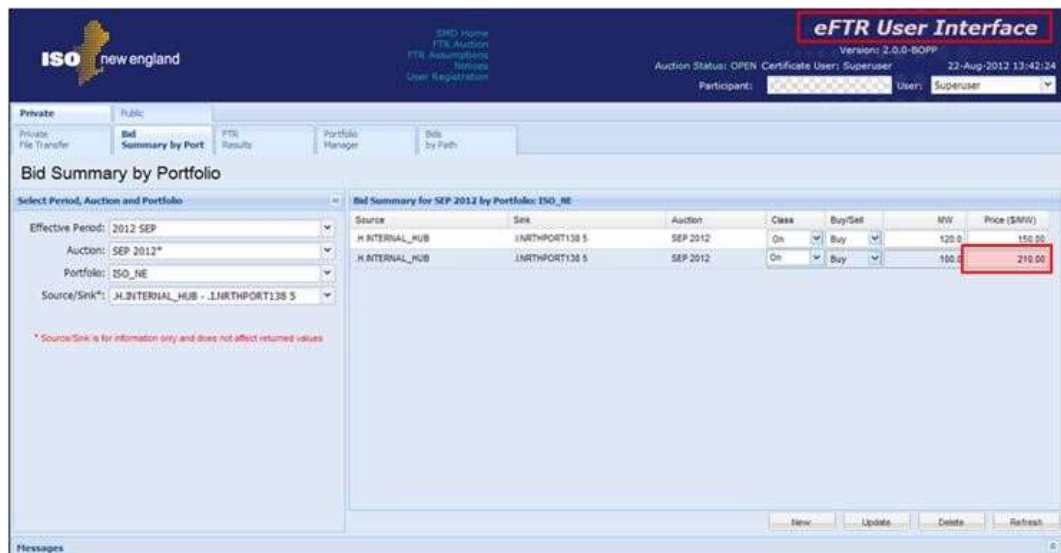 ISO new england
SMD Home
FTR Auction
FTR Assumptions
Notices
User Registration
eFTR User Interface
Version: 2.0.0-BOPP
Auction Status: OPEN Certificate User: Superuser 22-Aug-2012 13:42:24
Participant: User: Superuser
Private Public
Private File Transfer
Bid Summary by Port
FTR Results
Portfolio Manager
Bids by Path
Bid Summary by Portfolio
Select Period, Auction and Portfolio
Effective Period: 2012 SEP
Auction: SEP 2012*
Portfolio: ISO_NE
Source/Sink*: .H.INTERNAL_HUB - .I.NRTHPORT138 5
* Source/Sink is for information only and does not affect returned values
Bid Summary for SEP 2012 by Portfolio: ISO_NE
Source Sink Auction Class Buy/Sell MW Price ($/MW)
.H.INTERNAL_HUB .I.NRTHPORT138 5 SEP 2012 On Buy 120.0 150.00
.H.INTERNAL_HUB .I.NRTHPORT138 5 SEP 2012 On Buy 100.0 210.00
New Update Delete Refresh
Messages